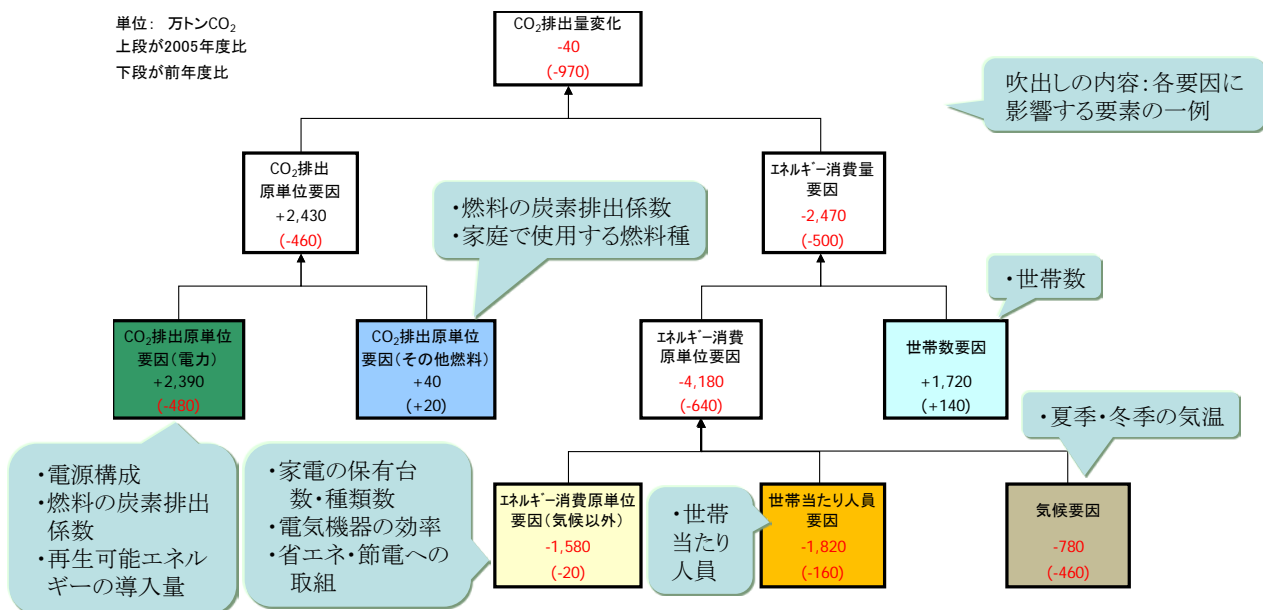 単位: 万トンCO₂
上段が2005年度比
下段が前年度比
CO₂排出量変化
-40
(-970)
吹出しの内容:各要因に
影響する要素の一例
CO₂排出
原単位要因
+2,430
(-460)
・燃料の炭素排出係数
・家庭で使用する燃料種
エネルギー消費量
要因
-2,470
(-500)
・世帯数
CO₂排出原単位
要因(電力)
+2,390
(-480)
CO₂排出原単位
要因(その他燃料)
+40
(+20)
エネルギー消費
原単位要因
-4,180
(-640)
世帯数要因
+1,720
(+140)
・夏季・冬季の気温
・電源構成
・燃料の炭素排出
係数
・再生可能エネル
ギーの導入量
・家電の保有台
数・種類数
・電気機器の効率
・省エネ・節電への
取組
エネルギー消費原単位
要因(気候以外)
-1,580
(-20)
・世帯
当たり
人員
世帯当たり人員
要因
-1,820
(-160)
気候要因
-780
(-460)